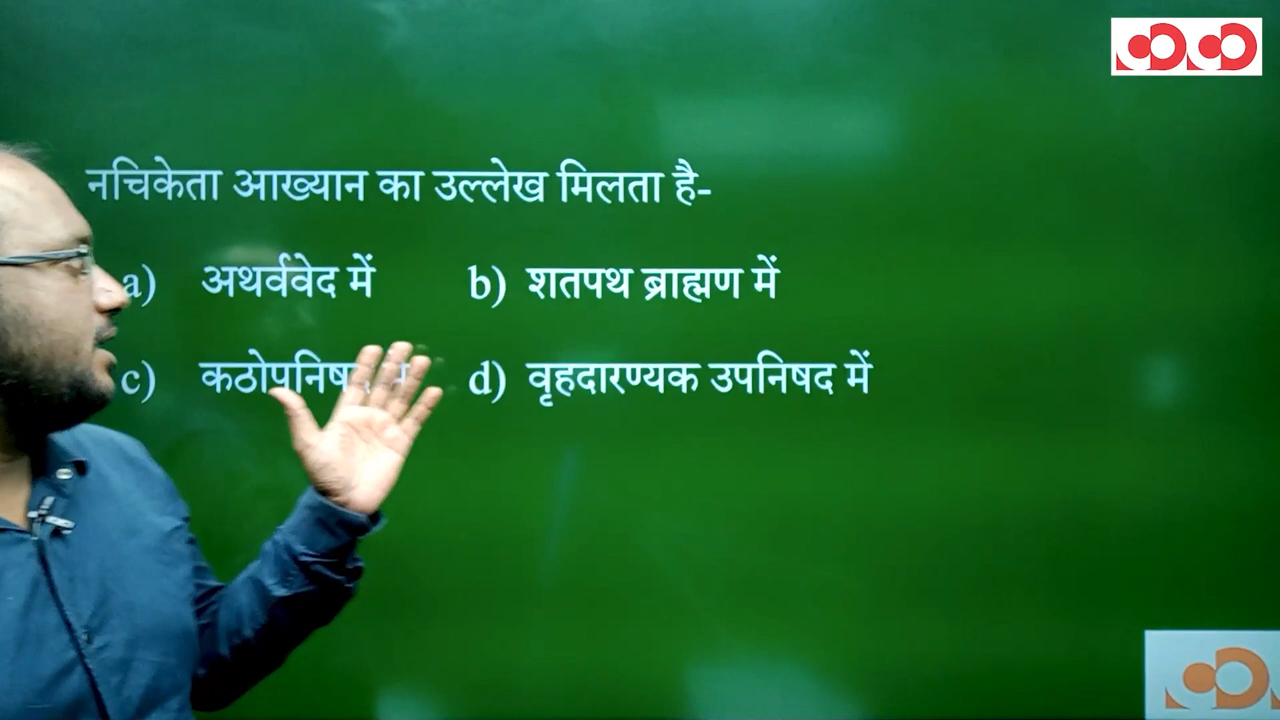 नचिकेता आख्यान का उल्लेख मिलता है-
a) अथर्ववेद में b) शतपथ ब्राह्मण में
c) d) वृहदारण्यक उपनिषद में